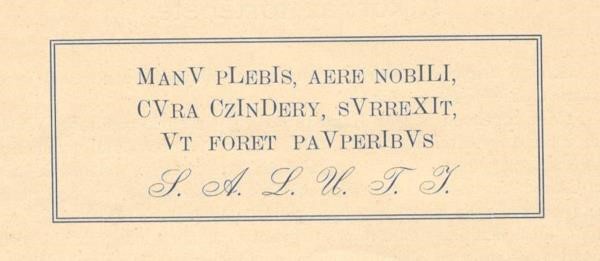 ManV pLebIs, aere nobILI,
CVra CzInDery, sVrreXIt,
Vt foret paVperIbVs
S. A. L. U. T. I.